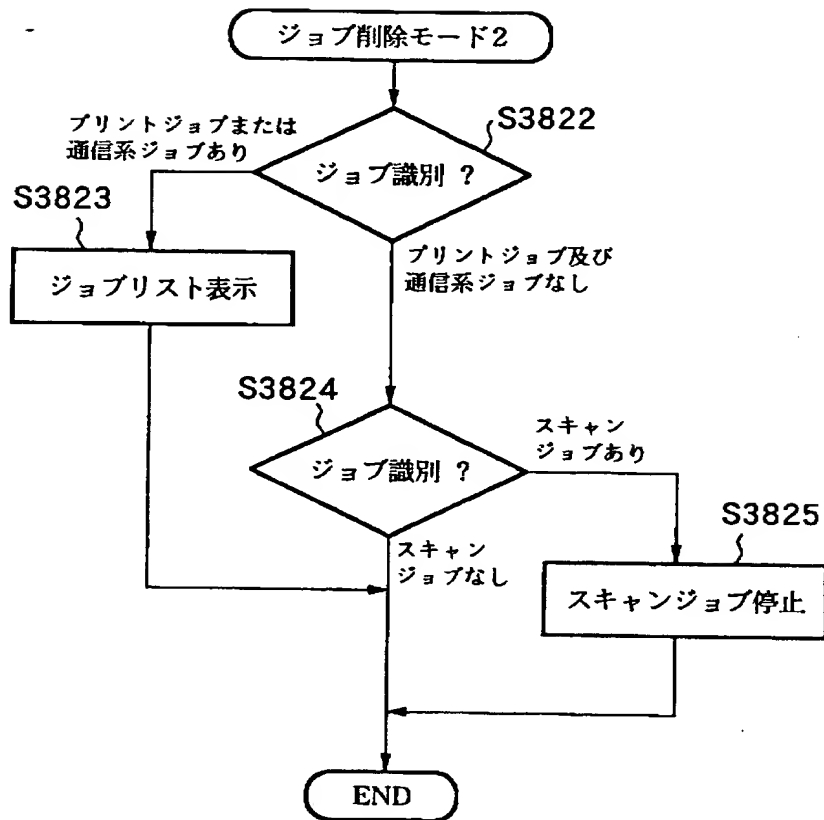 ジョブ削除モード2
S3822
プリントジョブまたは
通信系ジョブあり
ジョブ識別 ?
S3823
ジョブリスト表示
プリントジョブ及び
通信系ジョブなし
S3824
ジョブ識別 ?
スキャン
ジョブあり
S3825
スキャン
ジョブなし
スキャンジョブ停止
END